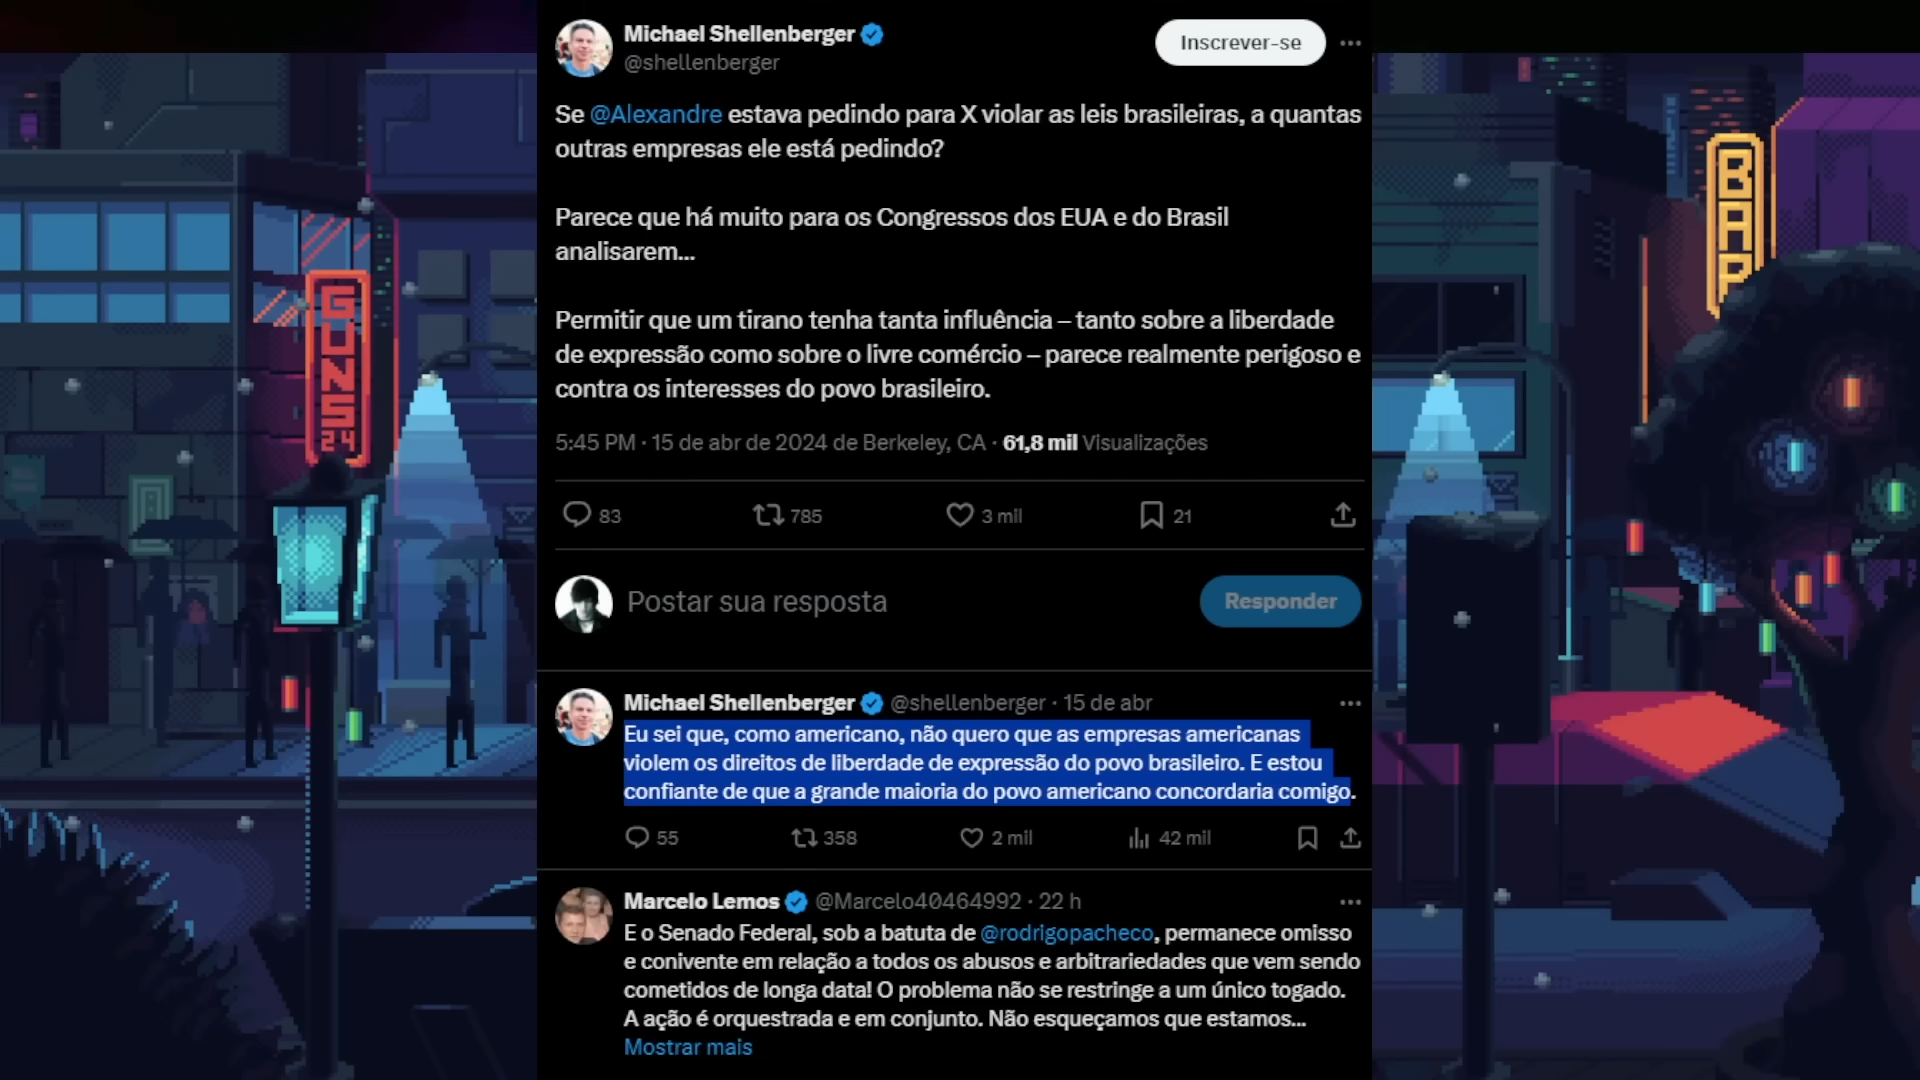 Michael Shellenberger
@shellenberger
Inscrever-se
Se @Alexandre estava pedindo para X violar as leis brasileiras, a quantas
outras empresas ele está pedindo?
Parece que há muito para os Congressos dos EUA e do Brasil
analisarem...
Permitir que um tirano tenha tanta influência – tanto sobre a liberdade
de expressão como sobre o livre comércio – parece realmente perigoso e
contra os interesses do povo brasileiro.
5:45 PM · 15 de abr de 2024 de Berkeley, CA · 61,8 mil Visualizações
83 785 3 mil 21
Postar sua resposta
Responder
Michael Shellenberger @shellenberger · 15 de abr
Eu sei que, como americano, não quero que as empresas americanas
violem os direitos de liberdade de expressão do povo brasileiro. E estou
confiante de que a grande maioria do povo americano concordaria comigo.
55 358 2 mil 42 mil
Marcelo Lemos @Marcelo40464992 · 22 h
E o Senado Federal, sob a batuta de @rodrigopacheco, permanece omisso
e conivente em relação a todos os abusos e arbitrariedades que vem sendo
cometidos de longa data! O problema não se restringe a um único togado.
A ação é orquestrada e em conjunto. Não esqueçamos que estamos...
Mostrar mais
GUNS
24
BAR